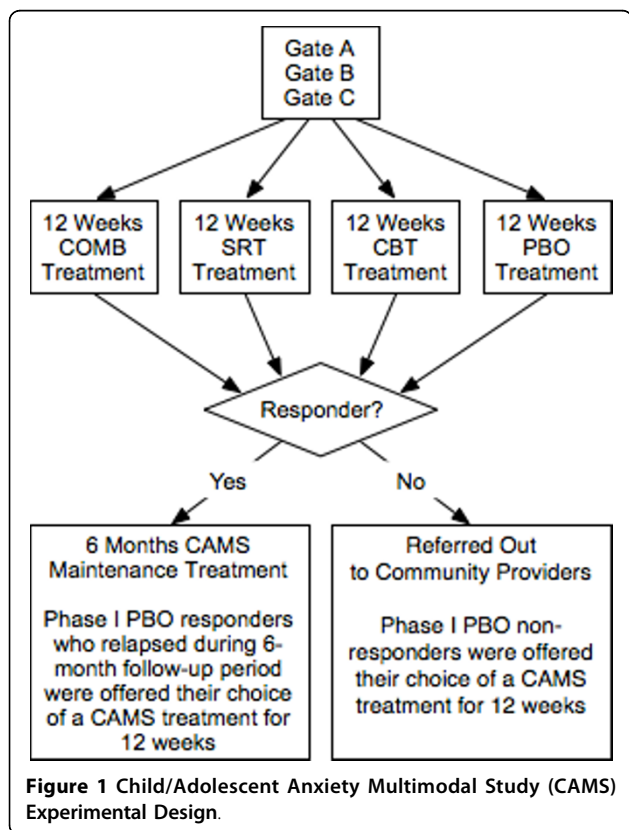 Gate A
Gate B
Gate C
12 Weeks
COMB
Treatment
12 Weeks
SRT
Treatment
12 Weeks
CBT
Treatment
12 Weeks
PBO
Treatment
Responder?
Yes
No
6 Months CAMS
Maintenance Treatment
Phase I PBO responders
who relapsed during 6-
month follow-up period
were offered their choice
of a CAMS treatment for
12 weeks
Referred Out
to Community Providers
Phase I PBO non-
responders were offered
their choice of a CAMS
treatment for 12 weeks
Figure 1 Child/Adolescent Anxiety Multimodal Study (CAMS)
Experimental Design.